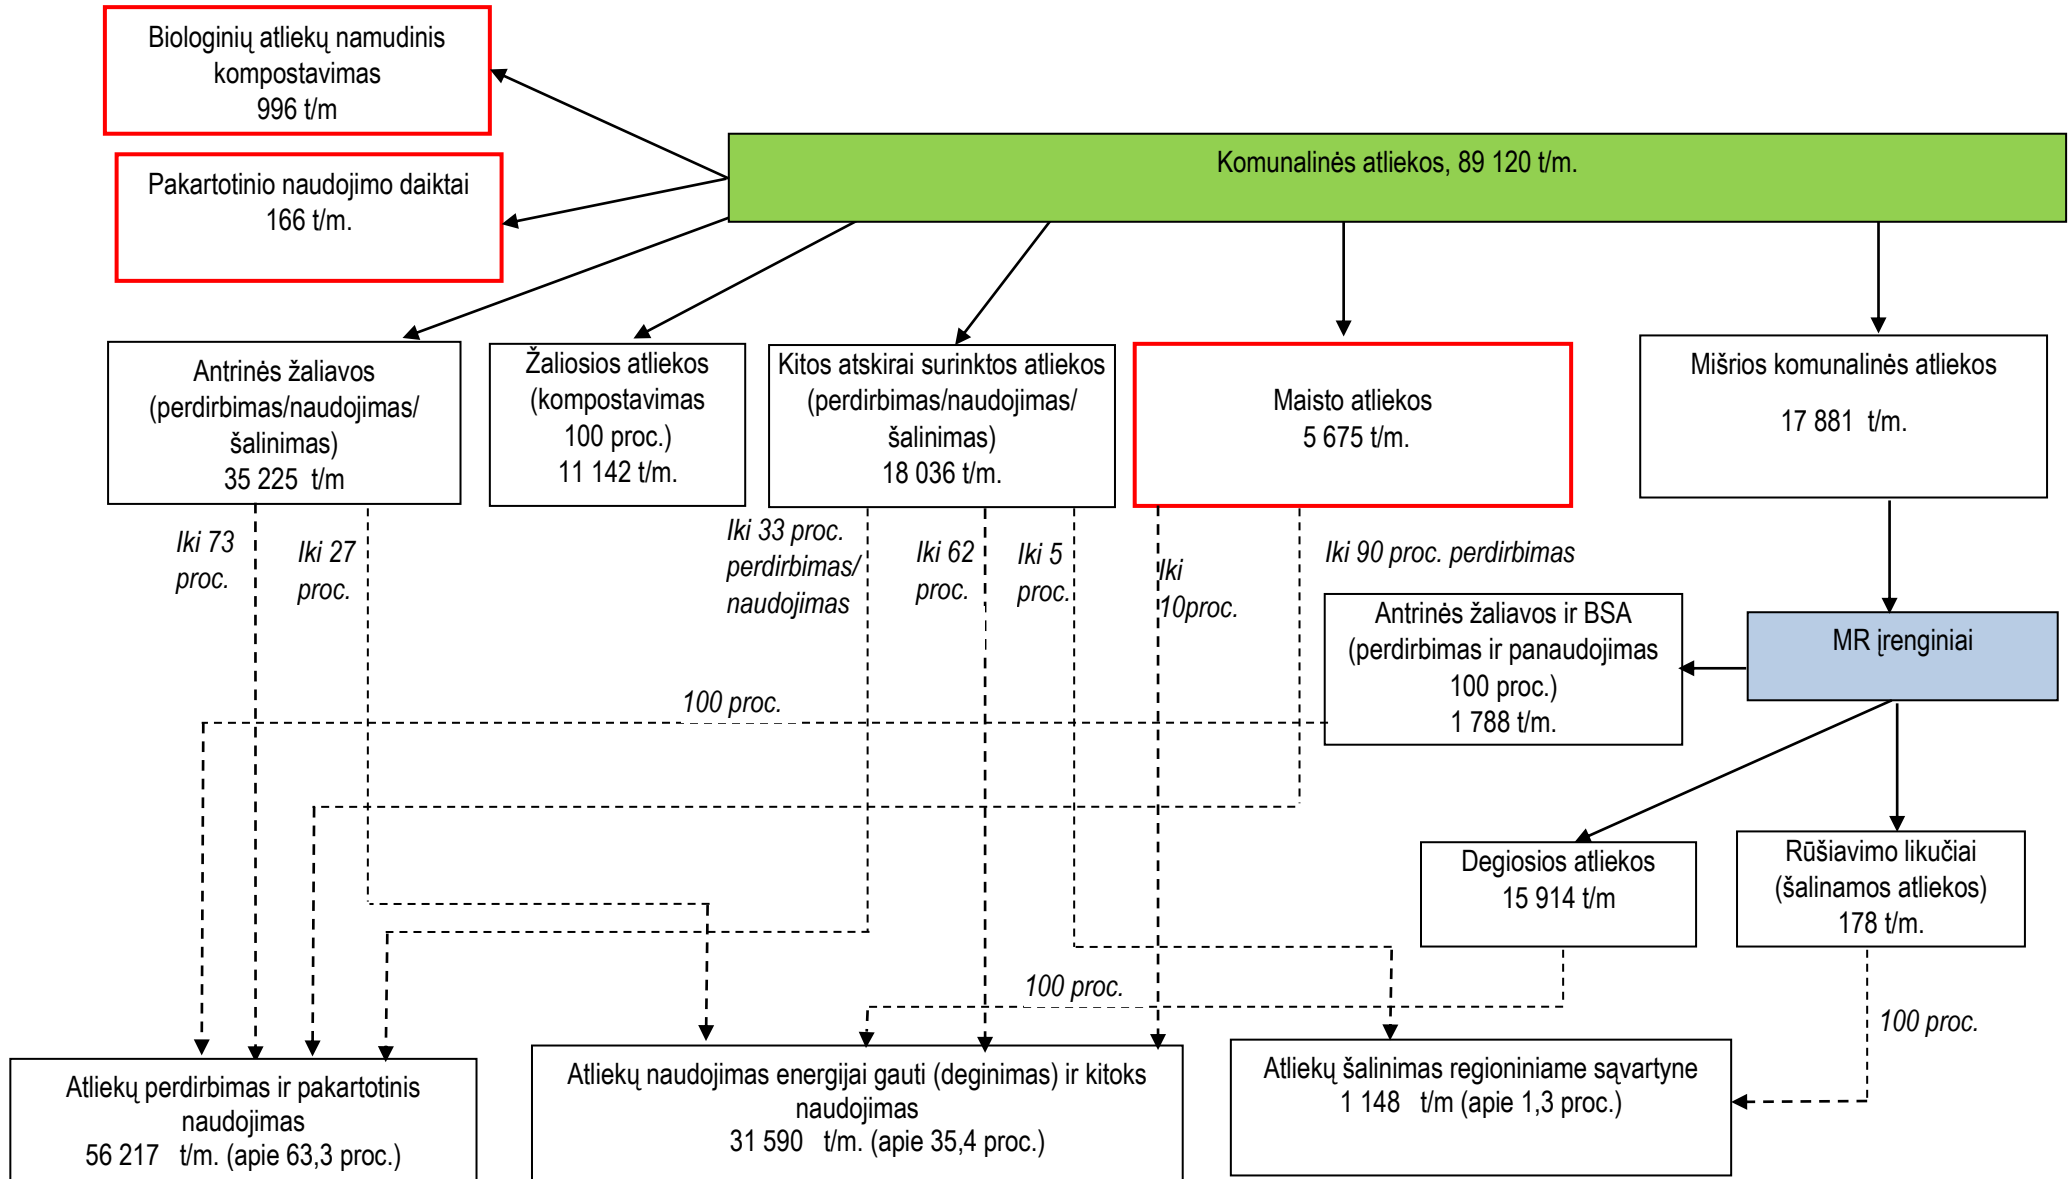 Biologinių atliekų namudinis
kompostavimas
996 t/m
Komunalinės atliekos, 89 120 t/m.
Pakartotinio naudojimo daiktai
166 t/m.
Antrinės žaliavos
(perdirbimas/naudojimas/
šalinimas)
35 225 t/m
Žaliosios atliekos
(kompostavimas
100 proc.)
11 142 t/m.
Kitos atskirai surinktos atliekos
(perdirbimas/naudojimas/
šalinimas)
18 036 t/m.
Maisto atliekos
5 675 t/m.
Mišrios komunalinės atliekos
17 881 t/m.
Iki 73
proc.
Iki 27
proc.
Iki 33 proc.
perdirbimas/
naudojimas
Iki 62
proc.
Iki 5
proc.
Iki
10proc.
Iki 90 proc. perdirbimas
Antrinės žaliavos ir BSA
(perdirbimas ir panaudojimas
100 proc.)
1 788 t/m.
MR įrenginiai
100 proc.
Degiosios atliekos
15 914 t/m
Rūšiavimo likučiai
(šalinamos atliekos)
178 t/m.
100 proc.
100 proc.
Atliekų perdirbimas ir pakartotinis
naudojimas
56 217 t/m. (apie 63,3 proc.)
Atliekų naudojimas energijai gauti (deginimas) ir kitoks
naudojimas
31 590 t/m. (apie 35,4 proc.)
Atliekų šalinimas regioniniame sąvartyne
1 148 t/m (apie 1,3 proc.)